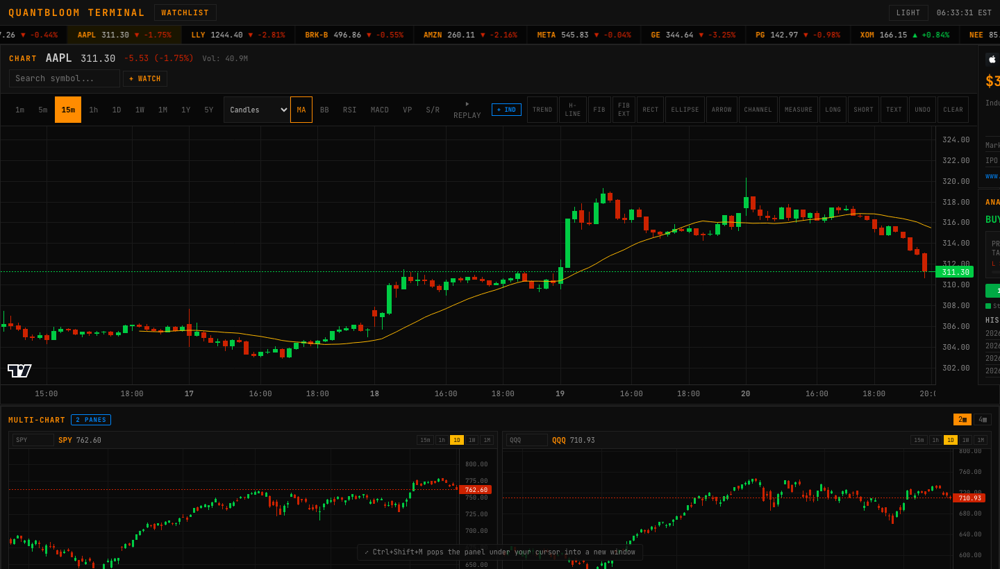 QUANTBLOOM TERMINAL WATCHLIST LIGHT 06:33:31 EST
7.26 ▼ -0.44% AAPL 311.30 ▼ -1.75% LLY 1244.40 ▼ -2.81% BRK-B 496.86 ▼ -0.55% AMZN 260.11 ▼ -2.16% META 545.83 ▼ -0.04% GE 344.64 ▼ -3.25% PG 142.97 ▼ -0.98% XOM 166.15 ▲ +0.84% NEE 85.
CHART AAPL 311.30 -5.53 (-1.75%) Vol: 40.9M
Search symbol... + WATCH
1m 5m 15m 1h 1D 1W 1M 1Y 5Y Candles MA BB RSI MACD VP S/R ▶ REPLAY + IND TREND H-LINE FIB FIB EXT RECT ELLIPSE ARROW CHANNEL MEASURE LONG SHORT TEXT UNDO CLEAR
324.00
322.00
320.00
318.00
316.00
314.00
312.00
311.30
310.00
308.00
306.00
304.00
302.00
15:00 18:00 17 16:00 18:00 18 16:00 18:00 19 16:00 18:00 20 16:00 18:00 20:0
$3
Indu
Mark
IPO
www.
ANA
BUY
PR
TA
L
1
St
HIS
2026
2026
2026
2026
MULTI-CHART 2 PANES 2▦ 4▦
SPY SPY 762.60 15m 1h 1D 1W 1M
800.00
775.00
762.60
750.00
725.00
700.00
650.00
QQQ QQQ 710.93 15m 1h 1D 1W 1M
800.00
760.00
720.00
710.93
680.00
640.00
600.00
Ctrl+Shift+M pops the panel under your cursor into a new window